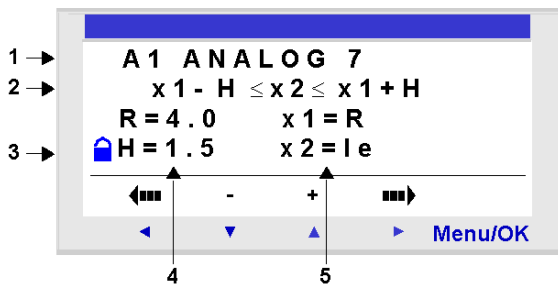 1 A1 ANALOG 7
2 x1- H ≤x2≤ x1+H
R=4.0 x1=R
3 H=1.5 x2=Ie
- +
Menu/OK
4 5